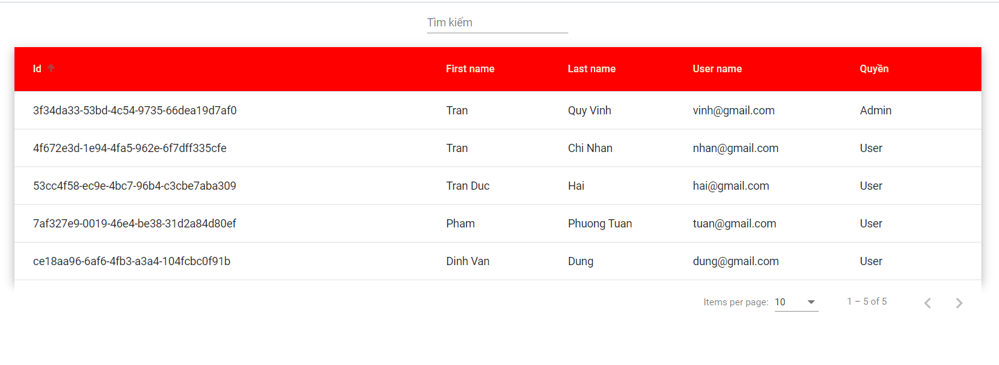 Tìm kiếm
Id First name Last name User name Quyền
3f34da33-53bd-4c54-9735-66dea19d7af0 Tran Quy Vinh vinh@gmail.com Admin
4f672e3d-1e94-4fa5-962e-6f7dff335cfe Tran Chi Nhan nhan@gmail.com User
53cc4f58-ec9e-4bc7-96b4-c3cbe7aba309 Tran Duc Hai hai@gmail.com User
7af327e9-0019-46e4-be38-31d2a84d80ef Pham Phuong Tuan tuan@gmail.com User
ce18aa96-6af6-4fb3-a3a4-104fcbc0f91b Dinh Van Dung dung@gmail.com User
Items per page: 10 1 – 5 of 5